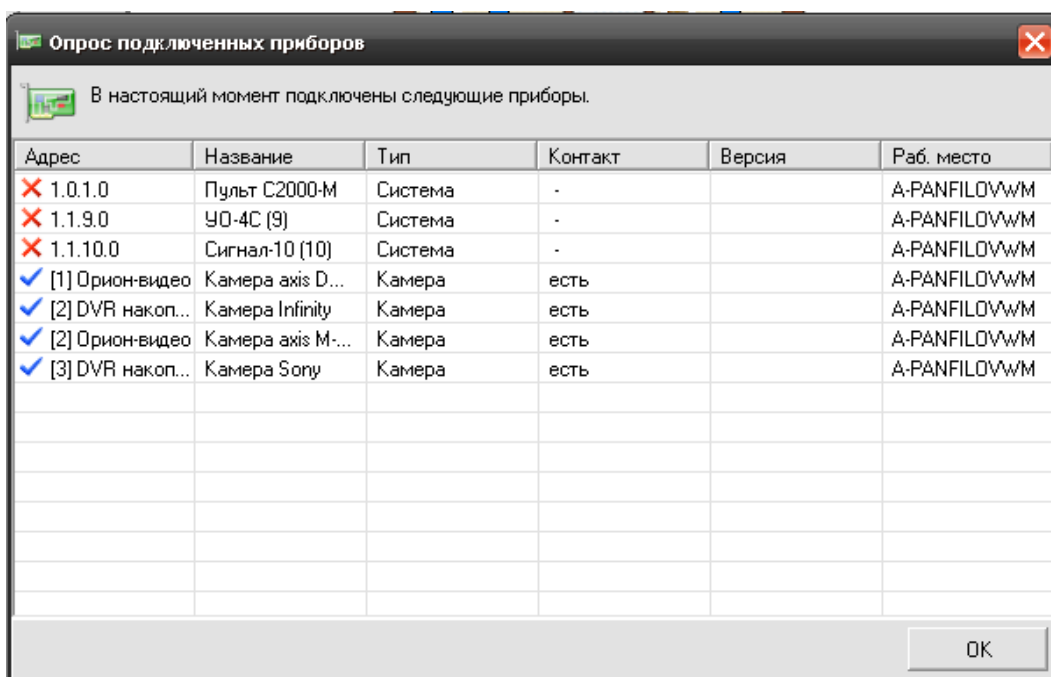 Опрос подключенных приборов
В настоящий момент подключены следующие приборы.
Адрес Название Тип Контакт Версия Раб. место
1.0.1.0 Пульт С2000-М Система - A-PANFILOVWM
1.1.9.0 УО-4С (9) Система - A-PANFILOVWM
1.1.10.0 Сигнал-10 (10) Система - A-PANFILOVWM
[1] Орион-видео Камера axis D... Камера есть A-PANFILOVWM
[2] DVR накоп... Камера Infinity Камера есть A-PANFILOVWM
[2] Орион-видео Камера axis M-... Камера есть A-PANFILOVWM
[3] DVR накоп... Камера Sony Камера есть A-PANFILOVWM
OK